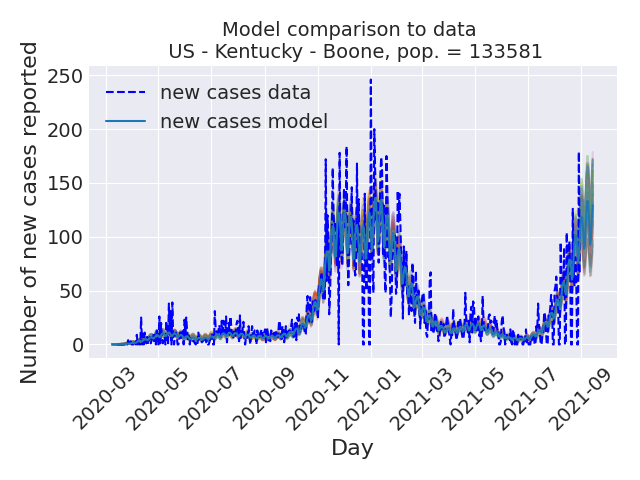 Model comparison to data
US - Kentucky - Boone, pop. = 133581
Number of new cases reported
250
200
150
100
50
0
new cases data
new cases model
2020-03
2020-05
2020-07
2020-09
2020-11
2021-01
2021-03
2021-05
2021-07
2021-09
Day